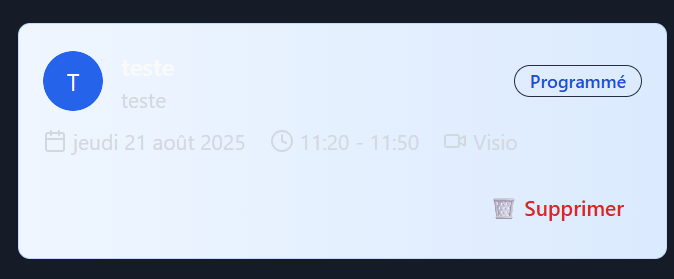 T
teste
teste
Programmé
jeudi 21 août 2025 11:20 - 11:50 Visio
Supprimer